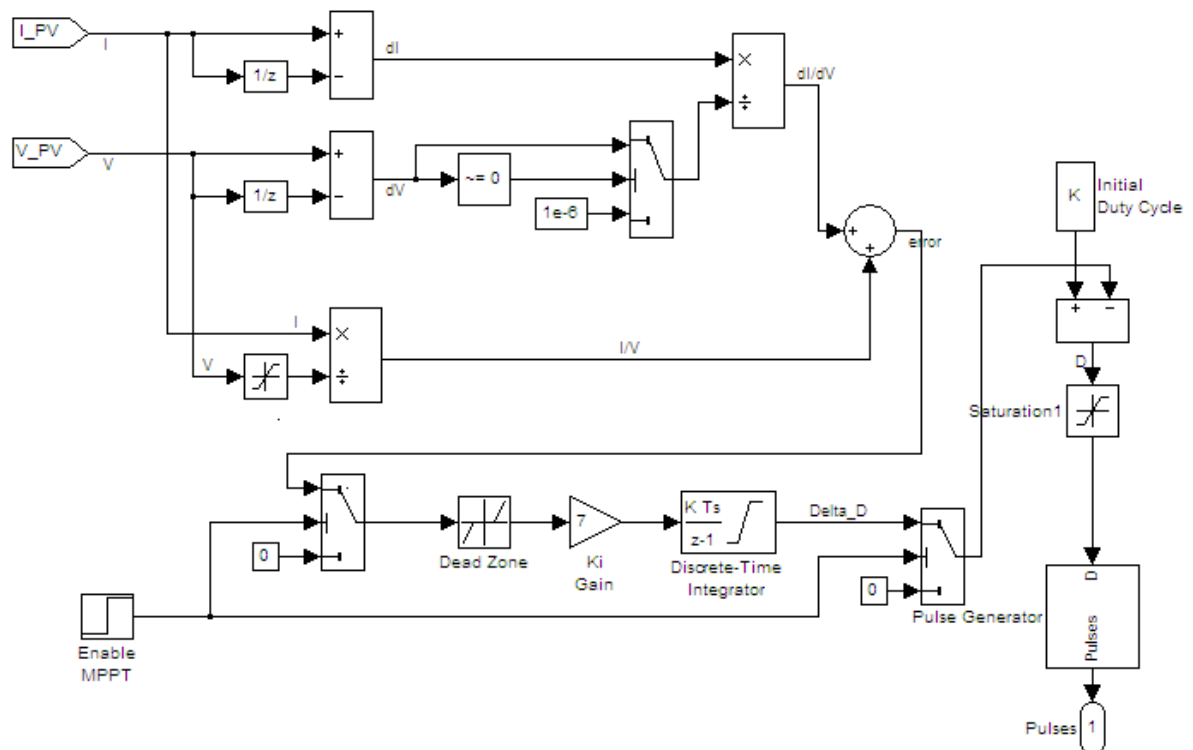 I_PV
I
1/z
+
−
dI
×
÷
dI/dV
V_PV
V
1/z
+
−
dV
~= 0
1e-6
K
Initial
Duty Cycle
+
+
error
+
−
I
V
×
÷
I/V
D
Saturation1
0
Dead Zone
7
Ki
Gain
K Ts
z-1
Discrete-Time
Integrator
Delta_D
0
Pulse Generator
Enable
MPPT
D
Pulses
Pulses
1